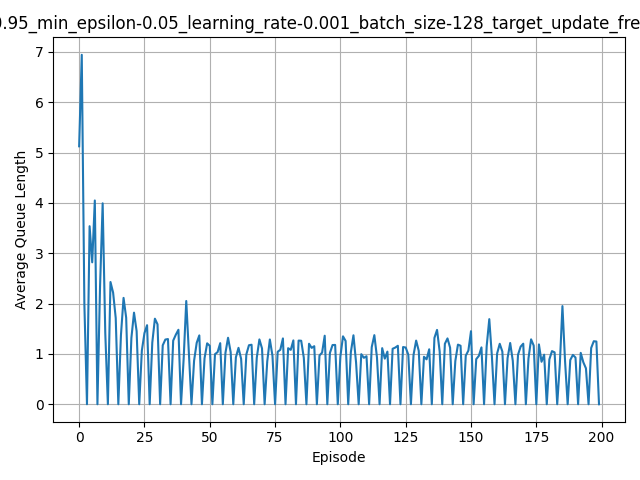 0.95_min_epsilon-0.05_learning_rate-0.001_batch_size-128_target_update_fre
7
6
5
4
3
2
1
0
Average Queue Length
0 25 50 75 100 125 150 175 200
Episode